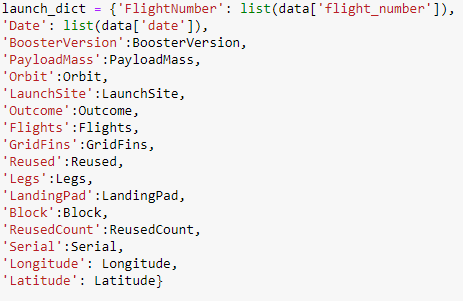 launch_dict = {'FlightNumber': list(data['flight_number']),
'Date': list(data['date']),
'BoosterVersion':BoosterVersion,
'PayloadMass':PayloadMass,
'Orbit':Orbit,
'LaunchSite':LaunchSite,
'Outcome':Outcome,
'Flights':Flights,
'GridFins':GridFins,
'Reused':Reused,
'Legs':Legs,
'LandingPad':LandingPad,
'Block':Block,
'ReusedCount':ReusedCount,
'Serial':Serial,
'Longitude': Longitude,
'Latitude': Latitude}